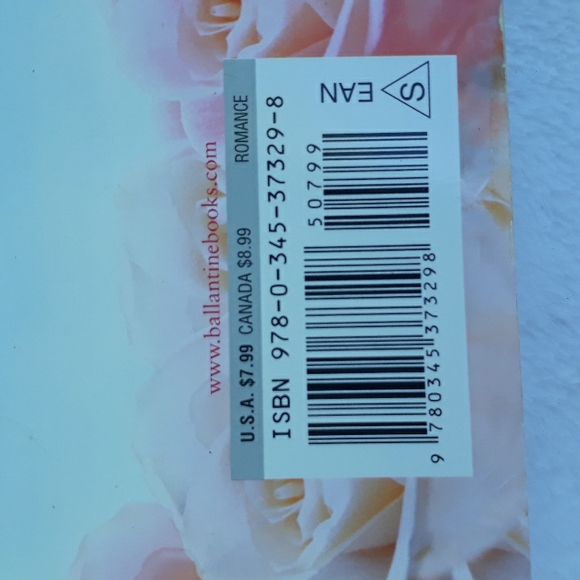 www.ballantinebooks.com
U.S.A. $7.99 CANADA $8.99 ROMANCE
ISBN 978-0-345-37329-8
9 780345 373298
50799
S
EAN